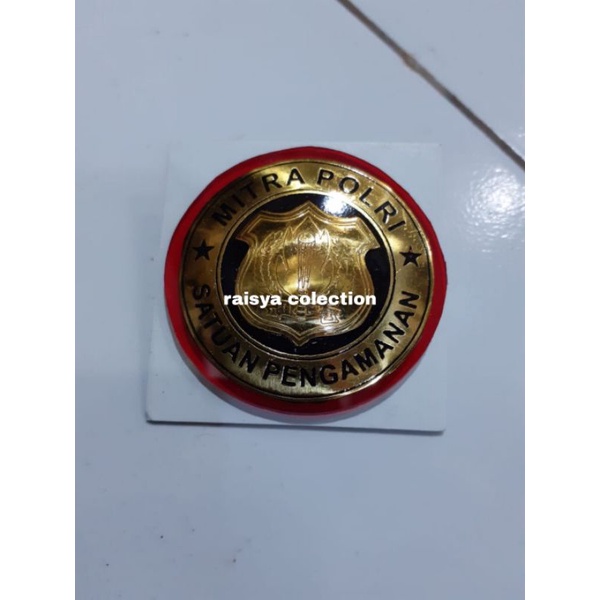 MITRA POLRI
raisya colection
SATUAN PENGAMANAN